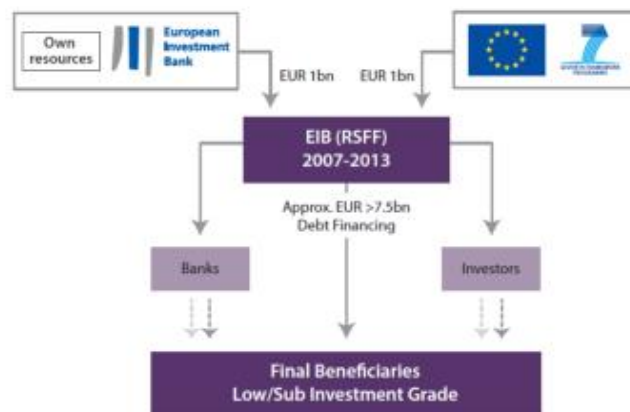 Own
resources
European
Investment
Bank
EUR 1bn
EUR 1bn
EIB (RSFF)
2007-2013
Approx. EUR >7.5bn
Debt Financing
Banks
Investors
Final Beneficiaries
Low/Sub Investment Grade